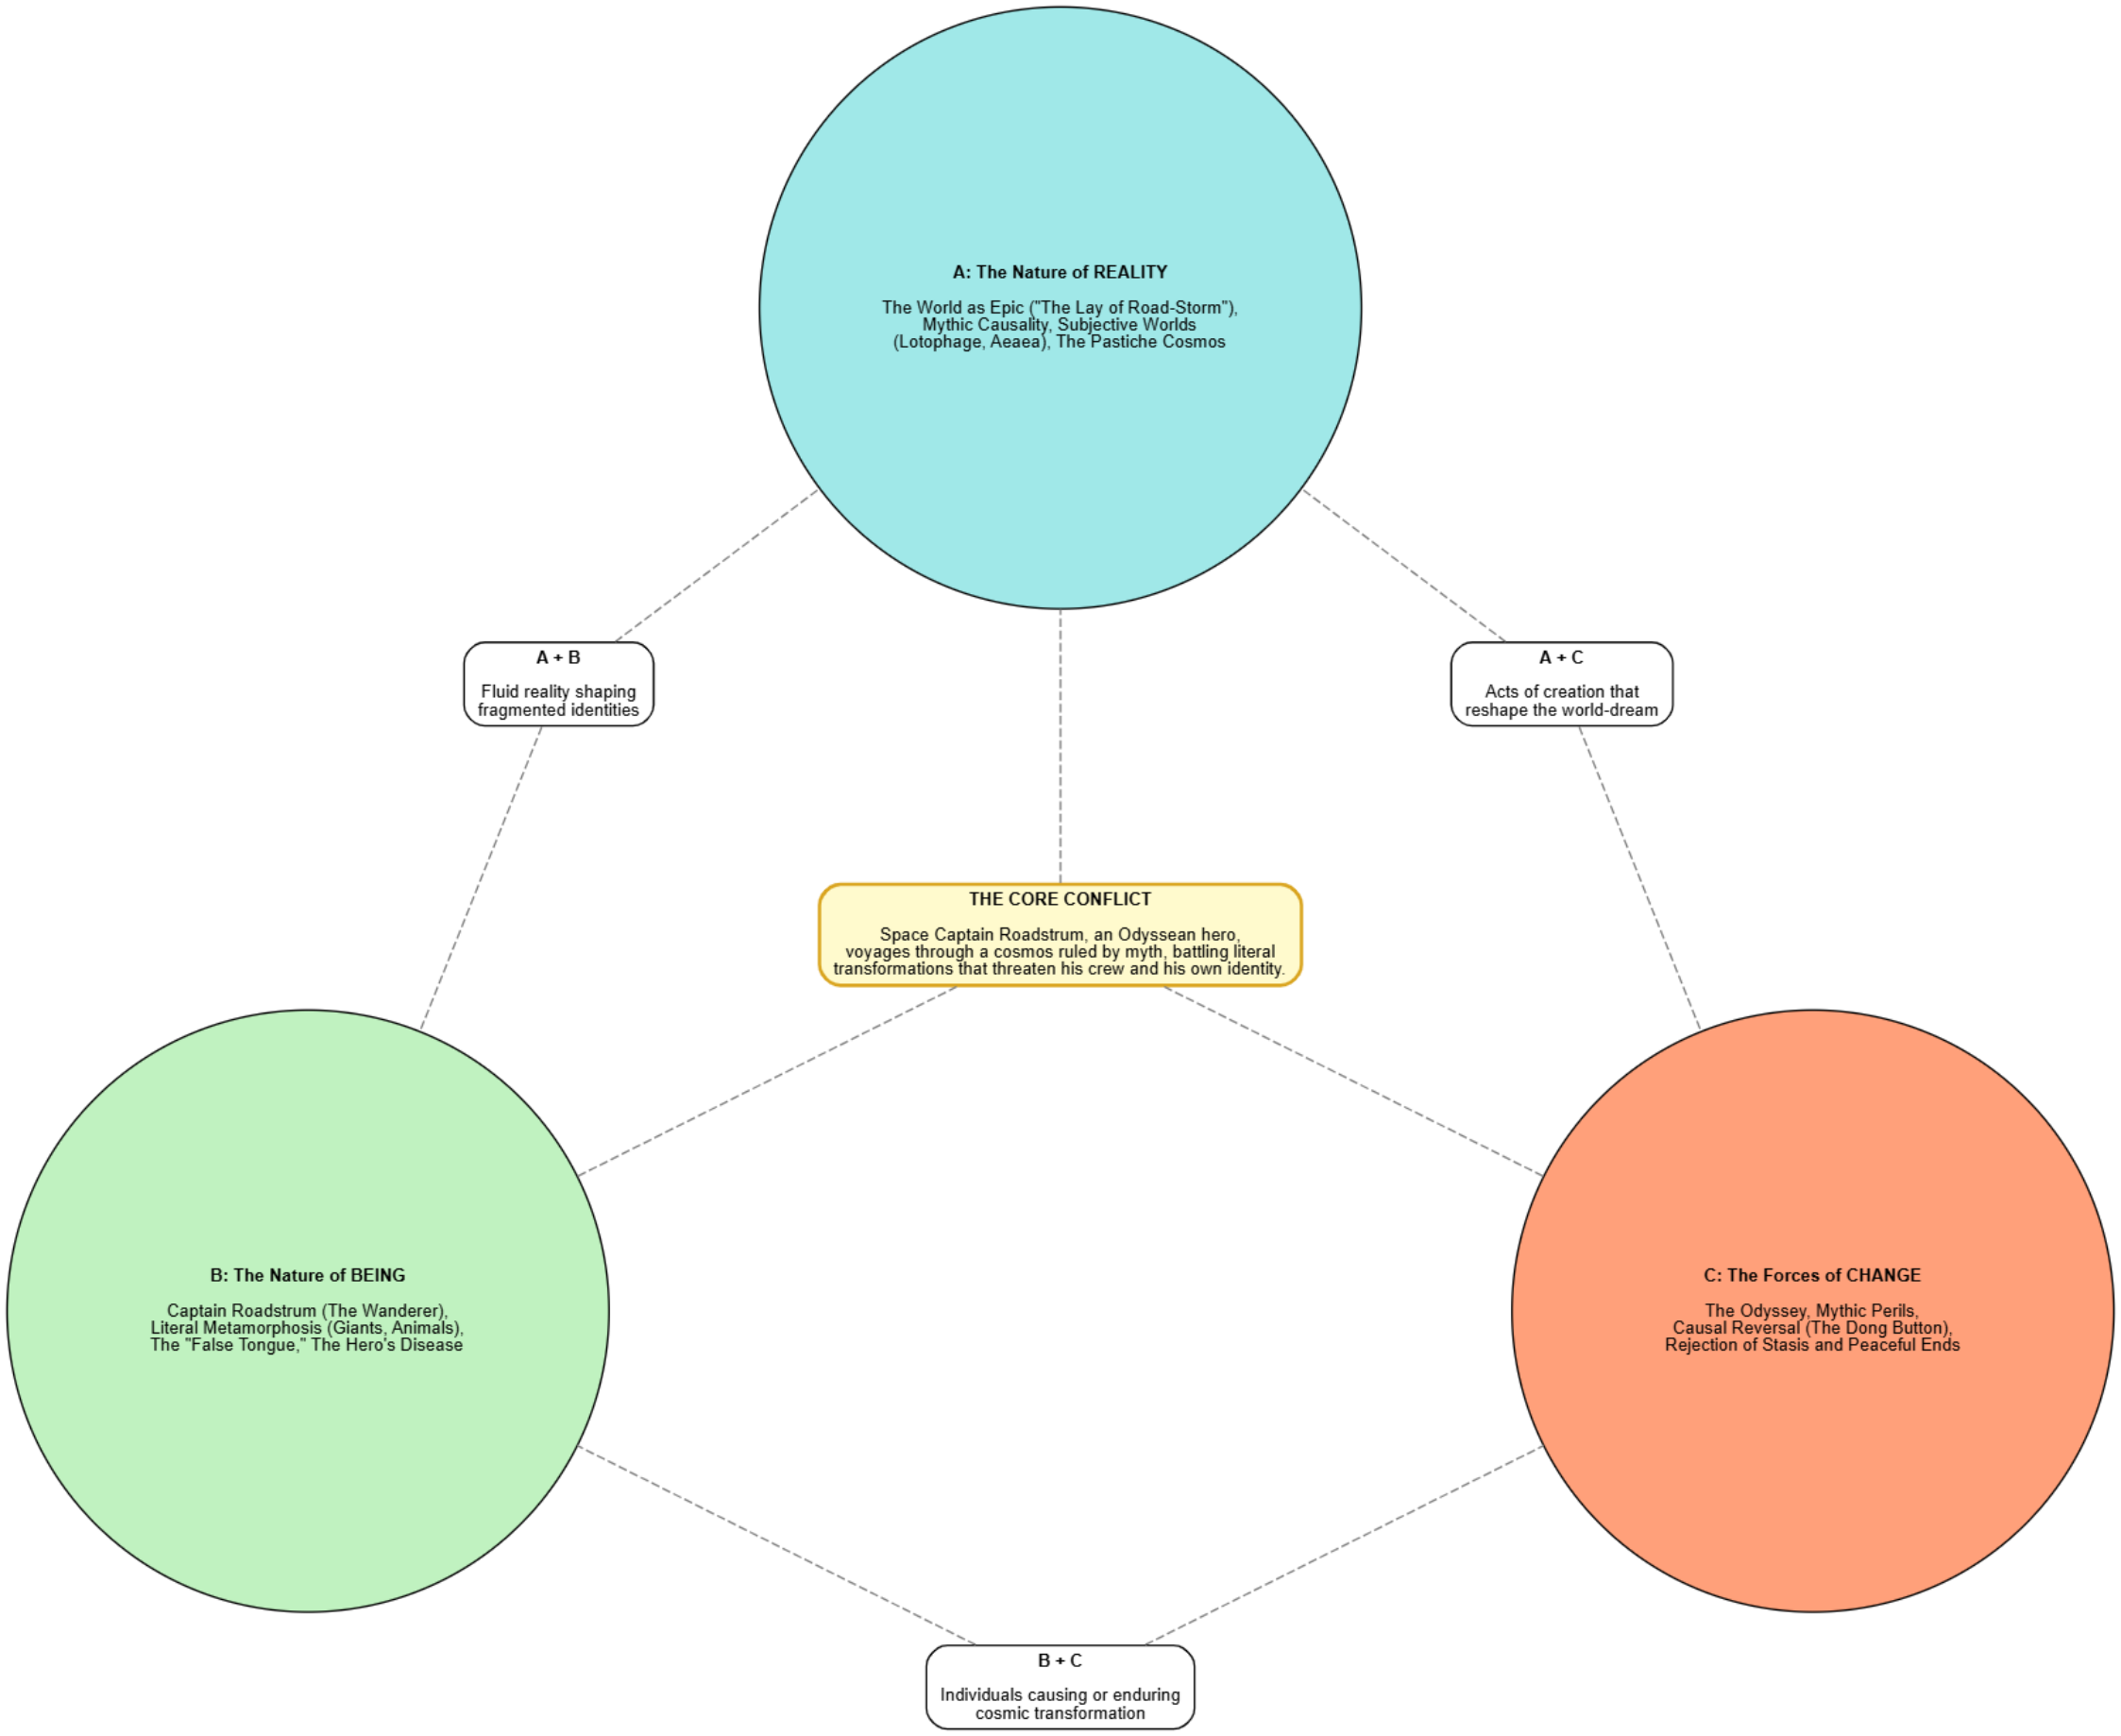 A: The Nature of REALITY
The World as Epic ("The Lay of Road-Storm"),
Mythic Causality, Subjective Worlds
(Lotophage, Aeaea), The Pastiche Cosmos
A + B
Fluid reality shaping
fragmented identities
A + C
Acts of creation that
reshape the world-dream
THE CORE CONFLICT
Space Captain Roadstrum, an Odyssean hero,
voyages through a cosmos ruled by myth, battling literal
transformations that threaten his crew and his own identity.
B: The Nature of BEING
Captain Roadstrum (The Wanderer),
Literal Metamorphosis (Giants, Animals),
The "False Tongue," The Hero's Disease
C: The Forces of CHANGE
The Odyssey, Mythic Perils,
Causal Reversal (The Dong Button),
Rejection of Stasis and Peaceful Ends
B + C
Individuals causing or enduring
cosmic transformation